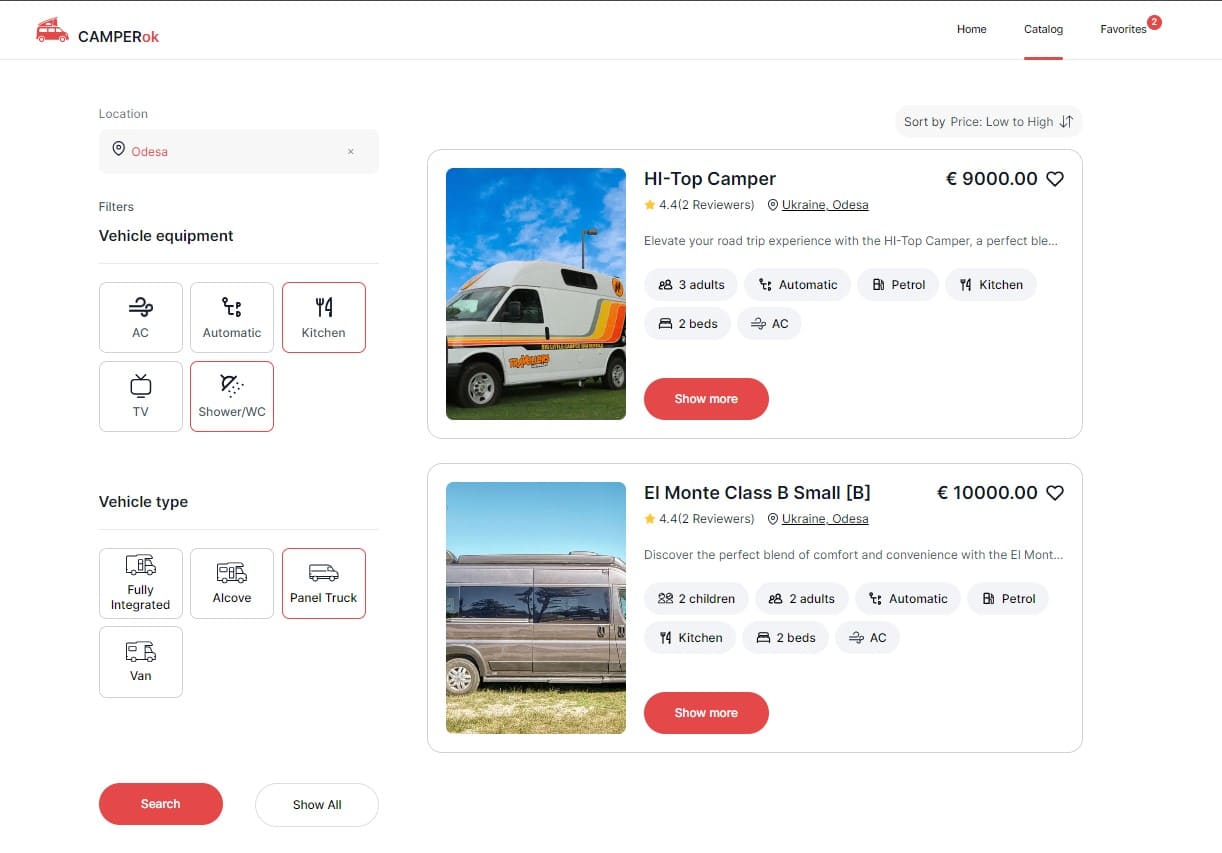 CAMPERok
Home
Catalog
Favorites
2
Location
Odesa
×
Filters
Vehicle equipment
AC
Automatic
Kitchen
TV
Shower/WC
Vehicle type
Fully
Integrated
Alcove
Panel Truck
Van
Search
Show All
Sort by Price: Low to High
HI-Top Camper
€ 9000.00
4.4(2 Reviewers)
Ukraine, Odesa
Elevate your road trip experience with the HI-Top Camper, a perfect ble...
3 adults
Automatic
Petrol
Kitchen
2 beds
AC
Show more
TRAVELLERS
El Monte Class B Small [B]
€ 10000.00
4.4(2 Reviewers)
Ukraine, Odesa
Discover the perfect blend of comfort and convenience with the El Mont...
2 children
2 adults
Automatic
Petrol
Kitchen
2 beds
AC
Show more